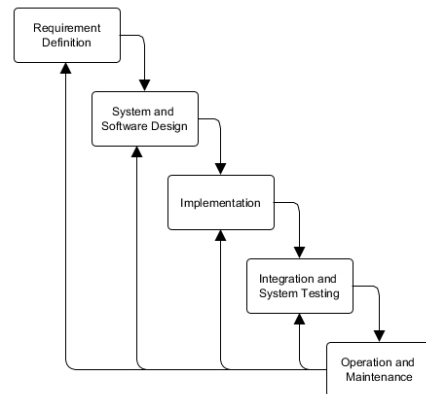 Requirement
Definition
System and
Software Design
Implementation
Integration and
System Testing
Operation and
Maintenance